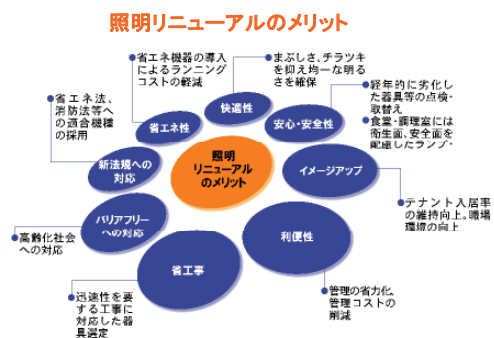 照明リニューアルのメリット
●省エネ機器の導入
によるランニング
コストの軽減
●まぶしさ、チラツキ
を抑え均一な明る
さを確保
●省エネ法、
消防法等へ
の適合機種
の採用
●経年的に劣化し
た器具等の点検・
取替え
●食堂・調理室には
衛生面、安全面を
配慮したランプ・
快適性
省エネ性
安心・安全性
新法規への
対応
照明
リニューアル
のメリット
イメージアップ
バリアフリー
への対応
利便性
省工事
●テナント入居率
の維持向上。職場
環境の向上
●高齢化社会
への対応
●管理の省力化、
管理コストの
削減
●迅速性を要
する工事に
対応した器
具選定